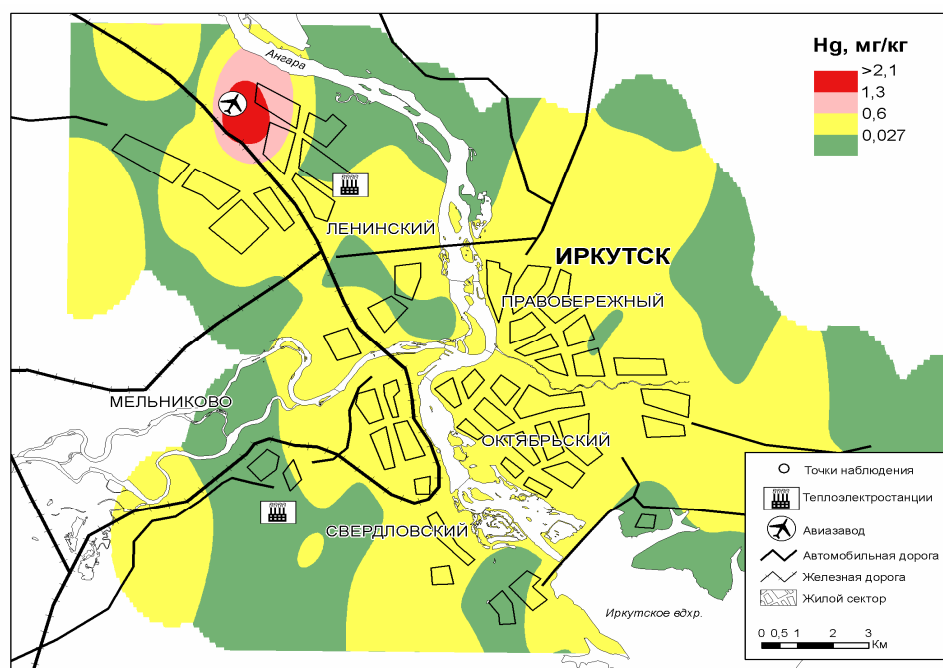 Hg, мг/кг
>2,1
1,3
0,6
0,027
Ангара
ЛЕНИНСКИЙ
ИРКУТСК
ПРАВОБЕРЕЖНЫЙ
МЕЛЬНИКОВО
ОКТЯБРЬСКИЙ
СВЕРДЛОВСКИЙ
Иркутское вдхр.
Точки наблюдения
Теплоэлектростанции
Авиазавод
Автомобильная дорога
Железная дорога
Жилой сектор
0 0,5 1 2 3
Км